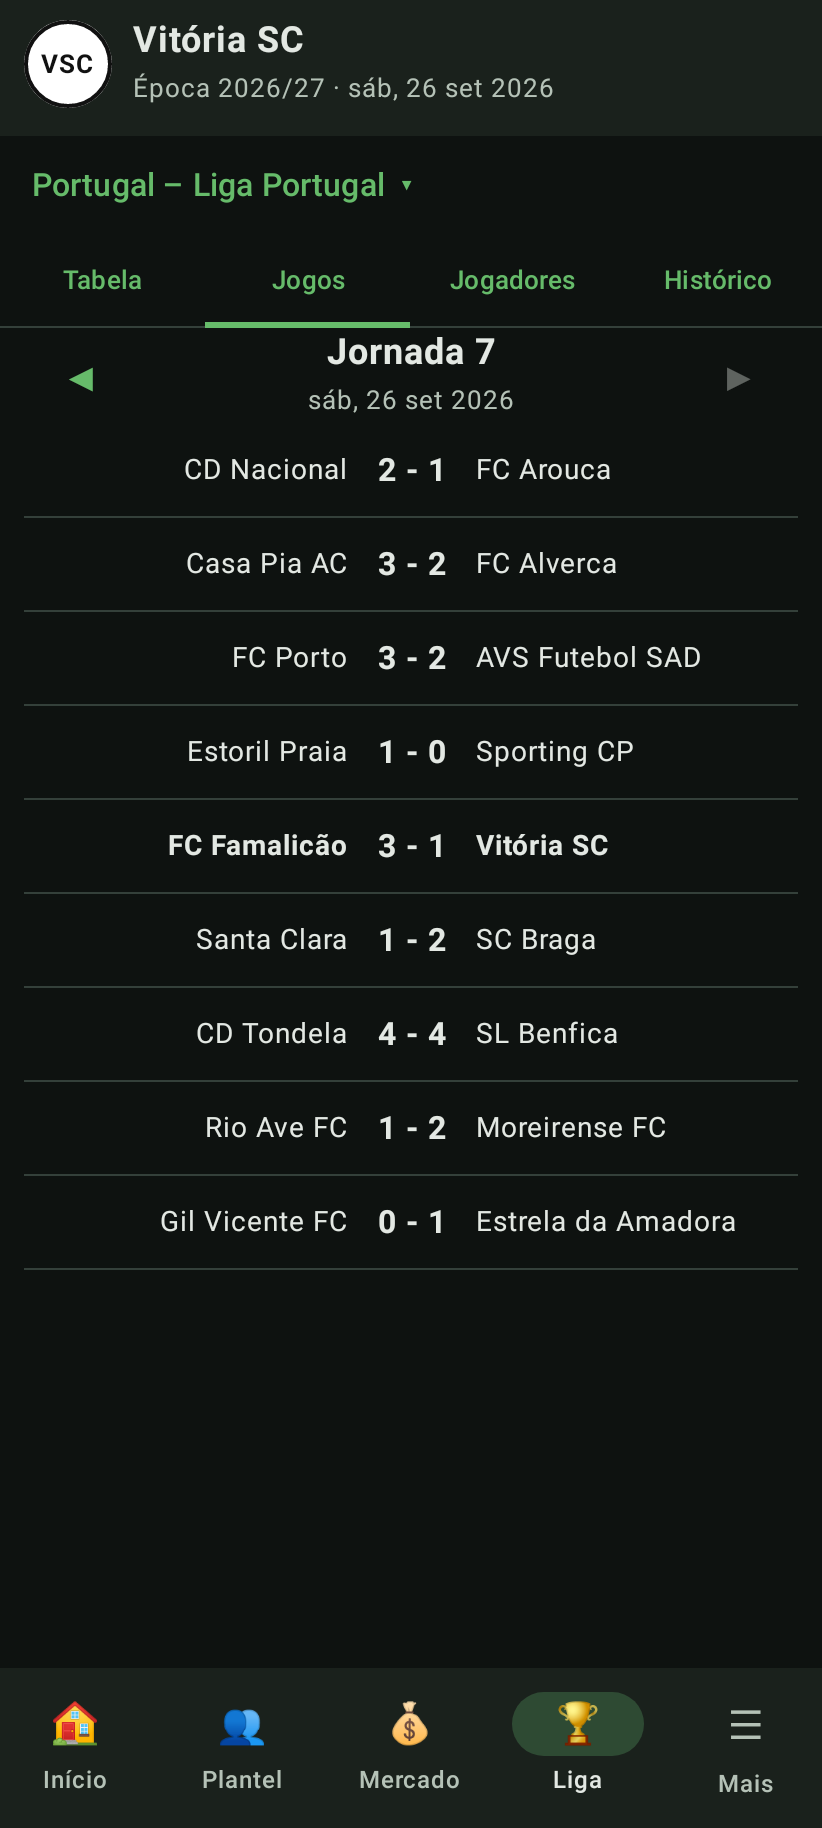 VSC
Vitória SC
Época 2026/27 · sáb, 26 set 2026
Portugal – Liga Portugal ▼
Tabela Jogos Jogadores Histórico
Jornada 7
sáb, 26 set 2026
CD Nacional 2 - 1 FC Arouca
Casa Pia AC 3 - 2 FC Alverca
FC Porto 3 - 2 AVS Futebol SAD
Estoril Praia 1 - 0 Sporting CP
FC Famalicão 3 - 1 Vitória SC
Santa Clara 1 - 2 SC Braga
CD Tondela 4 - 4 SL Benfica
Rio Ave FC 1 - 2 Moreirense FC
Gil Vicente FC 0 - 1 Estrela da Amadora
Início Plantel Mercado Liga Mais